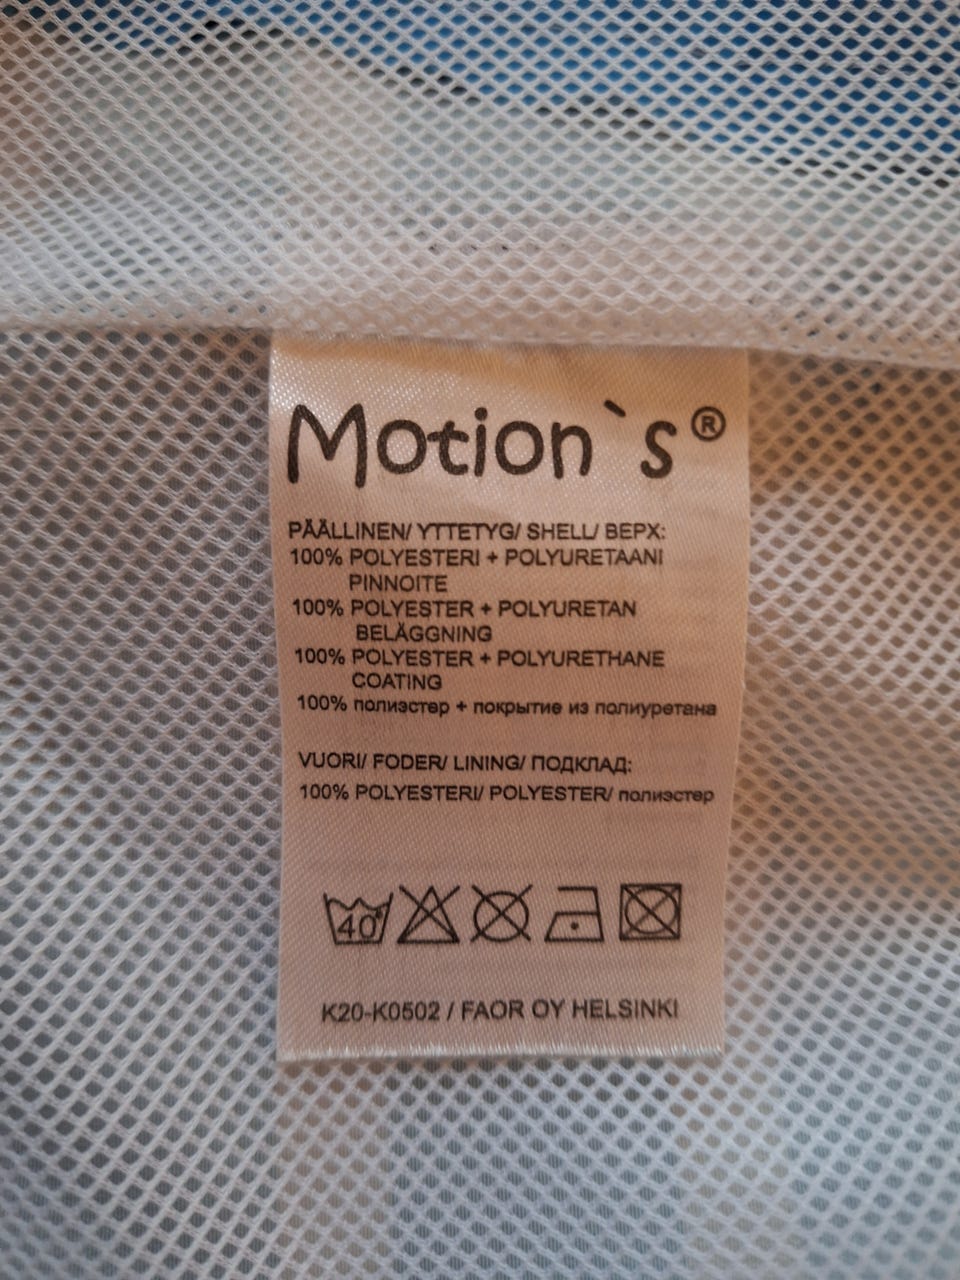 Motion`s®
PÄÄLLINEN/ YTTETYG/ SHELL/ ВЕРХ:
100% POLYESTERI + POLYURETAANI
PINNOITE
100% POLYESTER + POLYURETAN
BELÄGGNING
100% POLYESTER + POLYURETHANE
COATING
100% полиэстер + покрытие из полиуретана
VUORI/ FODER/ LINING/ ПОДКЛАД:
100% POLYESTERI/ POLYESTER/ полиэстер
40°
K20-K0502 / FAOR OY HELSINKI